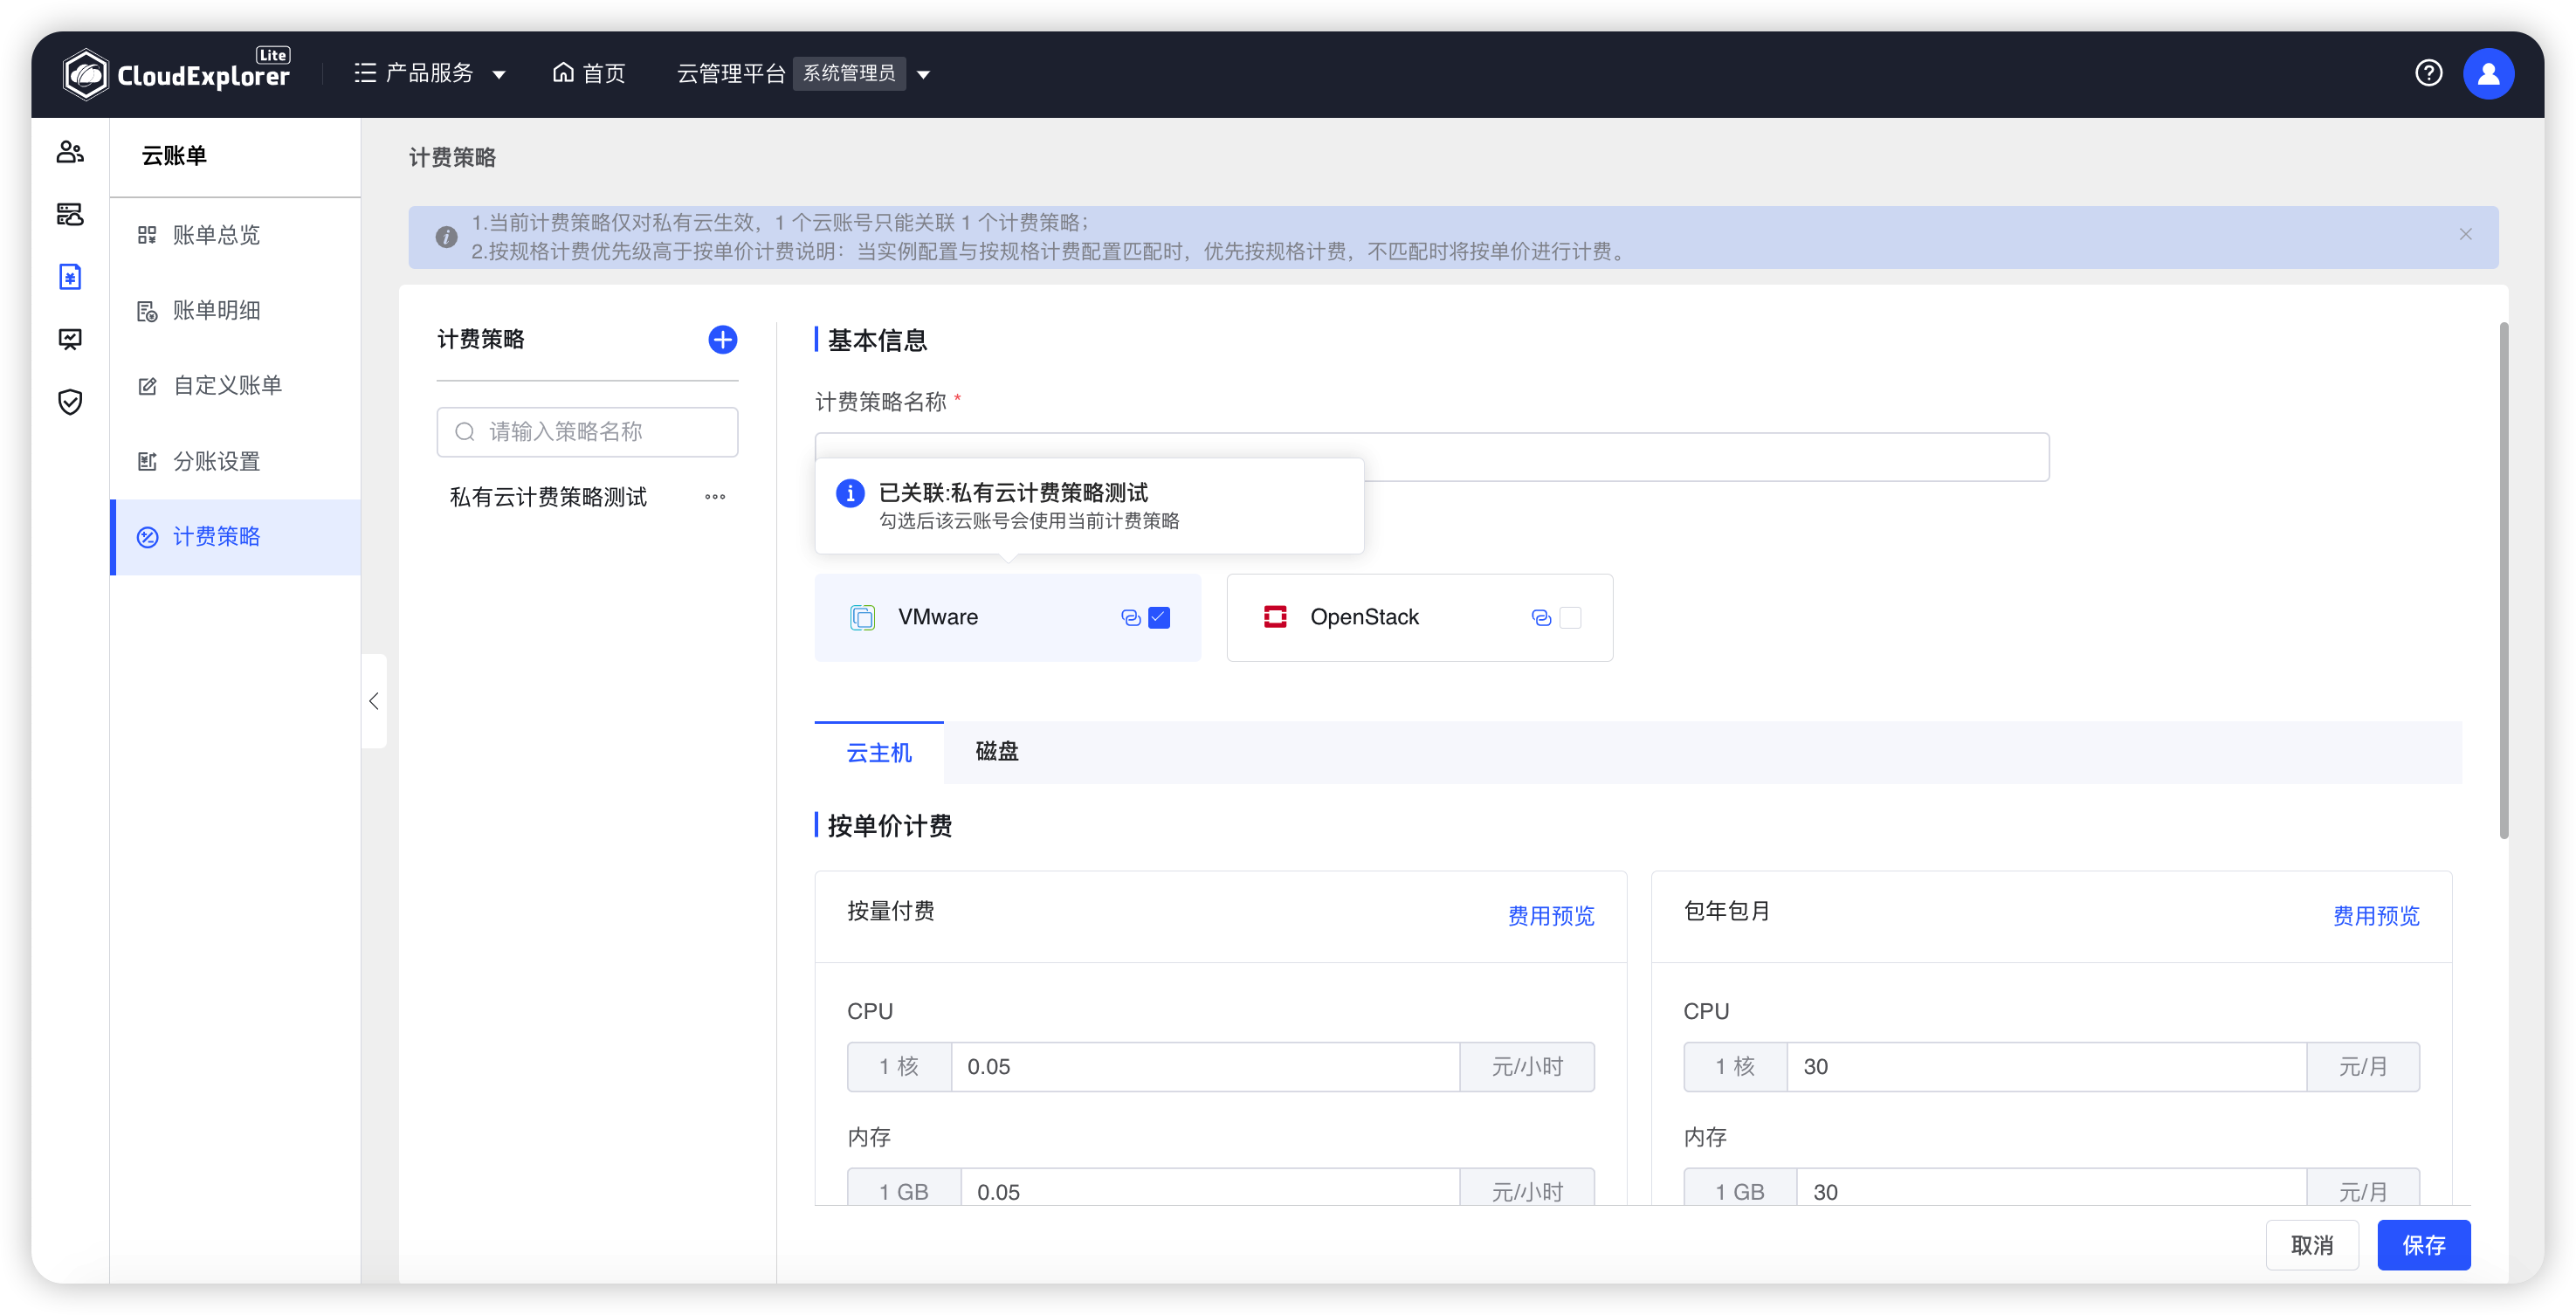 CloudExplorer Lite
产品服务
首页
云管理平台 系统管理员
云账单
账单总览
账单明细
自定义账单
分账设置
计费策略
计费策略
1.当前计费策略仅对私有云生效，1 个云账号只能关联 1 个计费策略；
2.按规格计费优先级高于按单价计费说明：当实例配置与按规格计费配置匹配时，优先按规格计费，不匹配时将按单价进行计费。
计费策略
请输入策略名称
私有云计费策略测试
基本信息
计费策略名称 *
已关联:私有云计费策略测试
勾选后该云账号会使用当前计费策略
VMware
OpenStack
云主机
磁盘
按单价计费
按量付费
费用预览
CPU
1 核 0.05 元/小时
内存
1 GB 0.05 元/小时
包年包月
费用预览
CPU
1 核 30 元/月
内存
1 GB 30 元/月
取消
保存